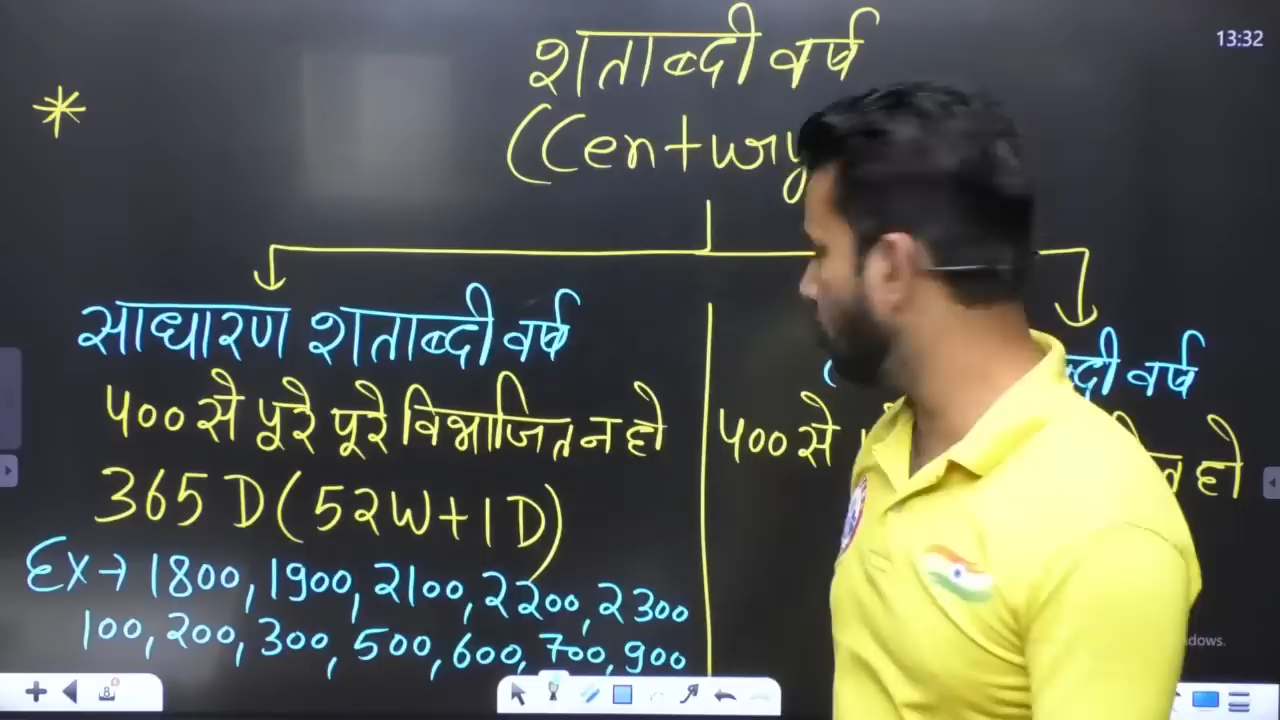 13:32
शताब्दी वर्ष
*
(Century
साधारण शताब्दी वर्ष
400 से पूरे पूरे विभाजित न हो
365 D (52W+1D)
Ex→ 1800, 1900, 2100, 2200, 2300
100, 200, 300, 500, 600, 700, 900
वर्ष
400 से
हो